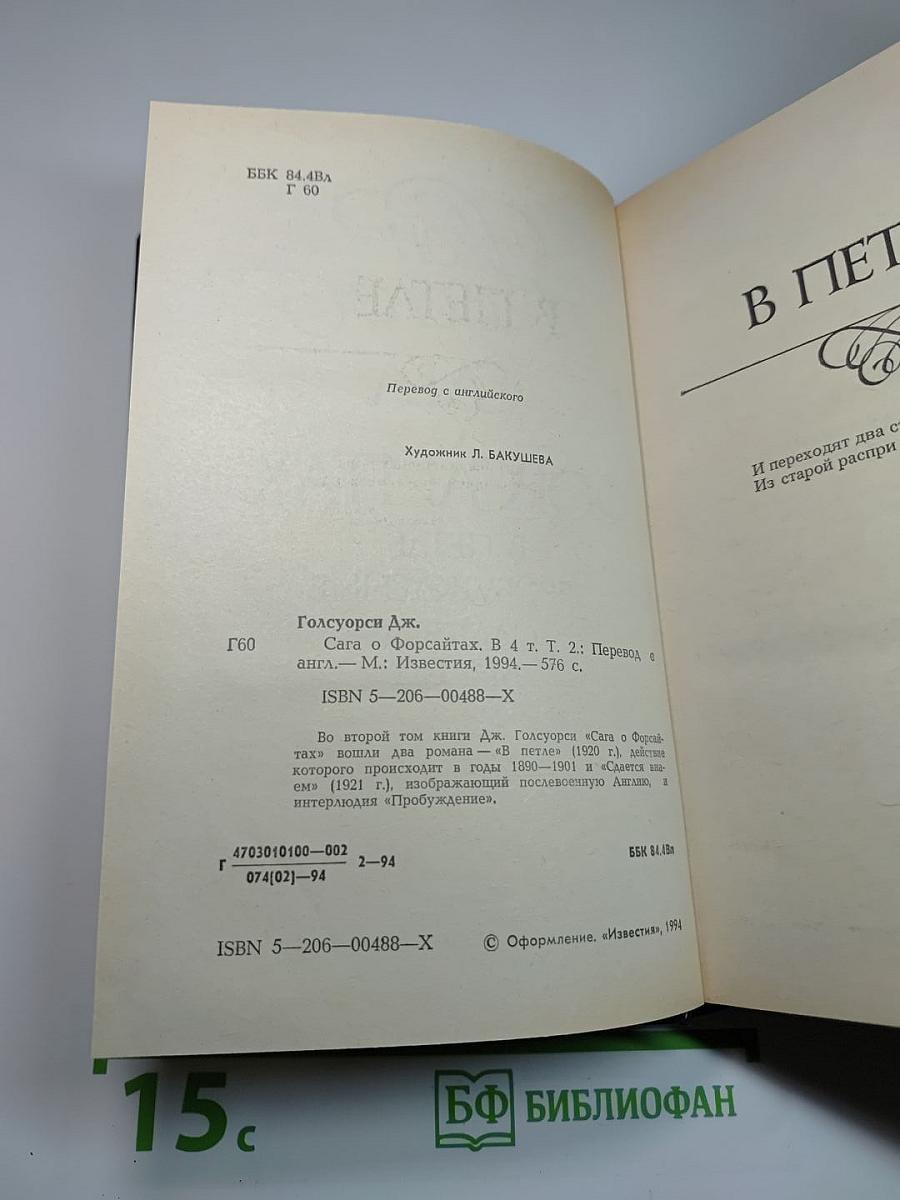 ББК 84.4Вл
Г 60
Перевод с английского
Художник Л. БАКУШЕВА
Голсуорси Дж.
Г60 Сага о Форсайтах. В 4 т. Т. 2.: Перевод с
англ.— М.: Известия, 1994.— 576 с.
ISBN 5—206—00488—X
Во второй том книги Дж. Голсуорси «Сага о Форсай-
тах» вошли два романа — «В петле» (1920 г.), действие
которого происходит в годы 1890—1901 и «Сдается вна-
ем» (1921 г.), изображающий послевоенную Англию, и
интерлюдия «Пробуждение».
Г 4703010100—002 2—94
074[02]—94
ББК 84.4Вл
ISBN 5—206—00488—X
© Оформление. «Известия», 1994
В ПЕТ
И переходят два
Из старой распри
15 с
БФ БИБЛИОФАН